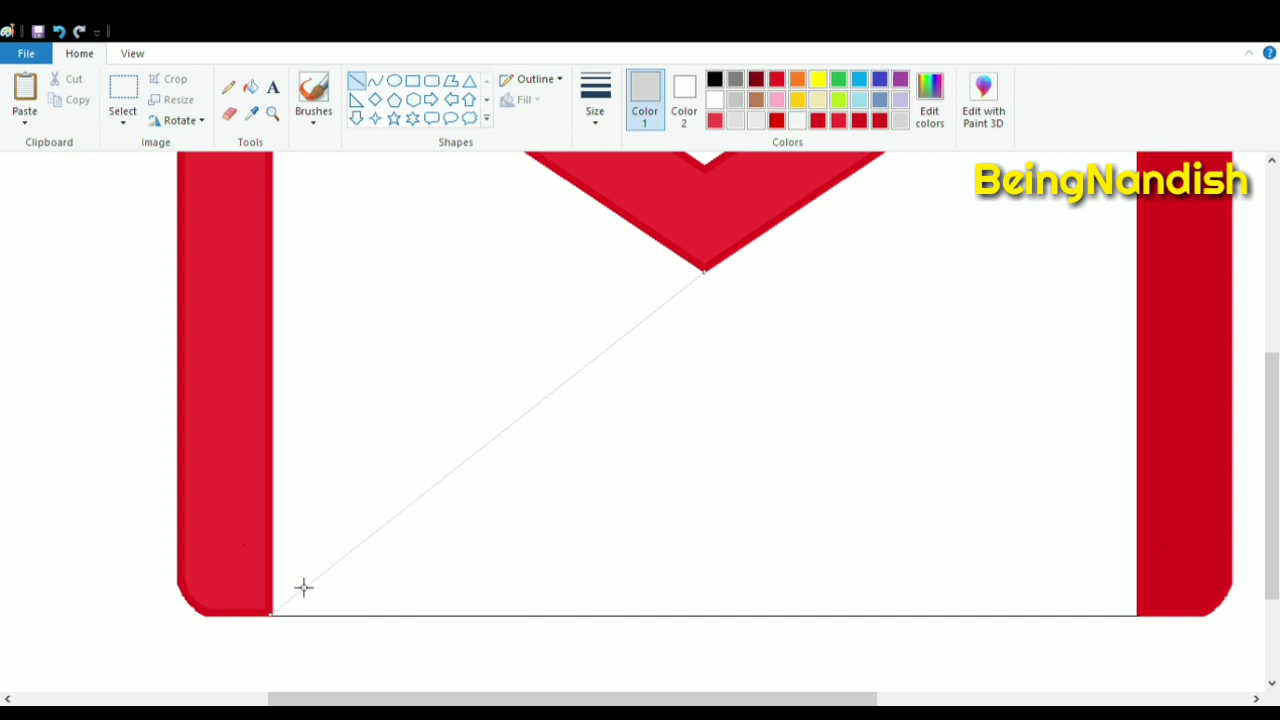 File Home View
Paste
Cut
Copy
Clipboard
Select
Crop
Resize
Rotate
Image
A
Tools
Brushes
Shapes
Outline
Fill
Size
Color 1
Color 2
Edit colors
Colors
Edit with Paint 3D
BeingNandish